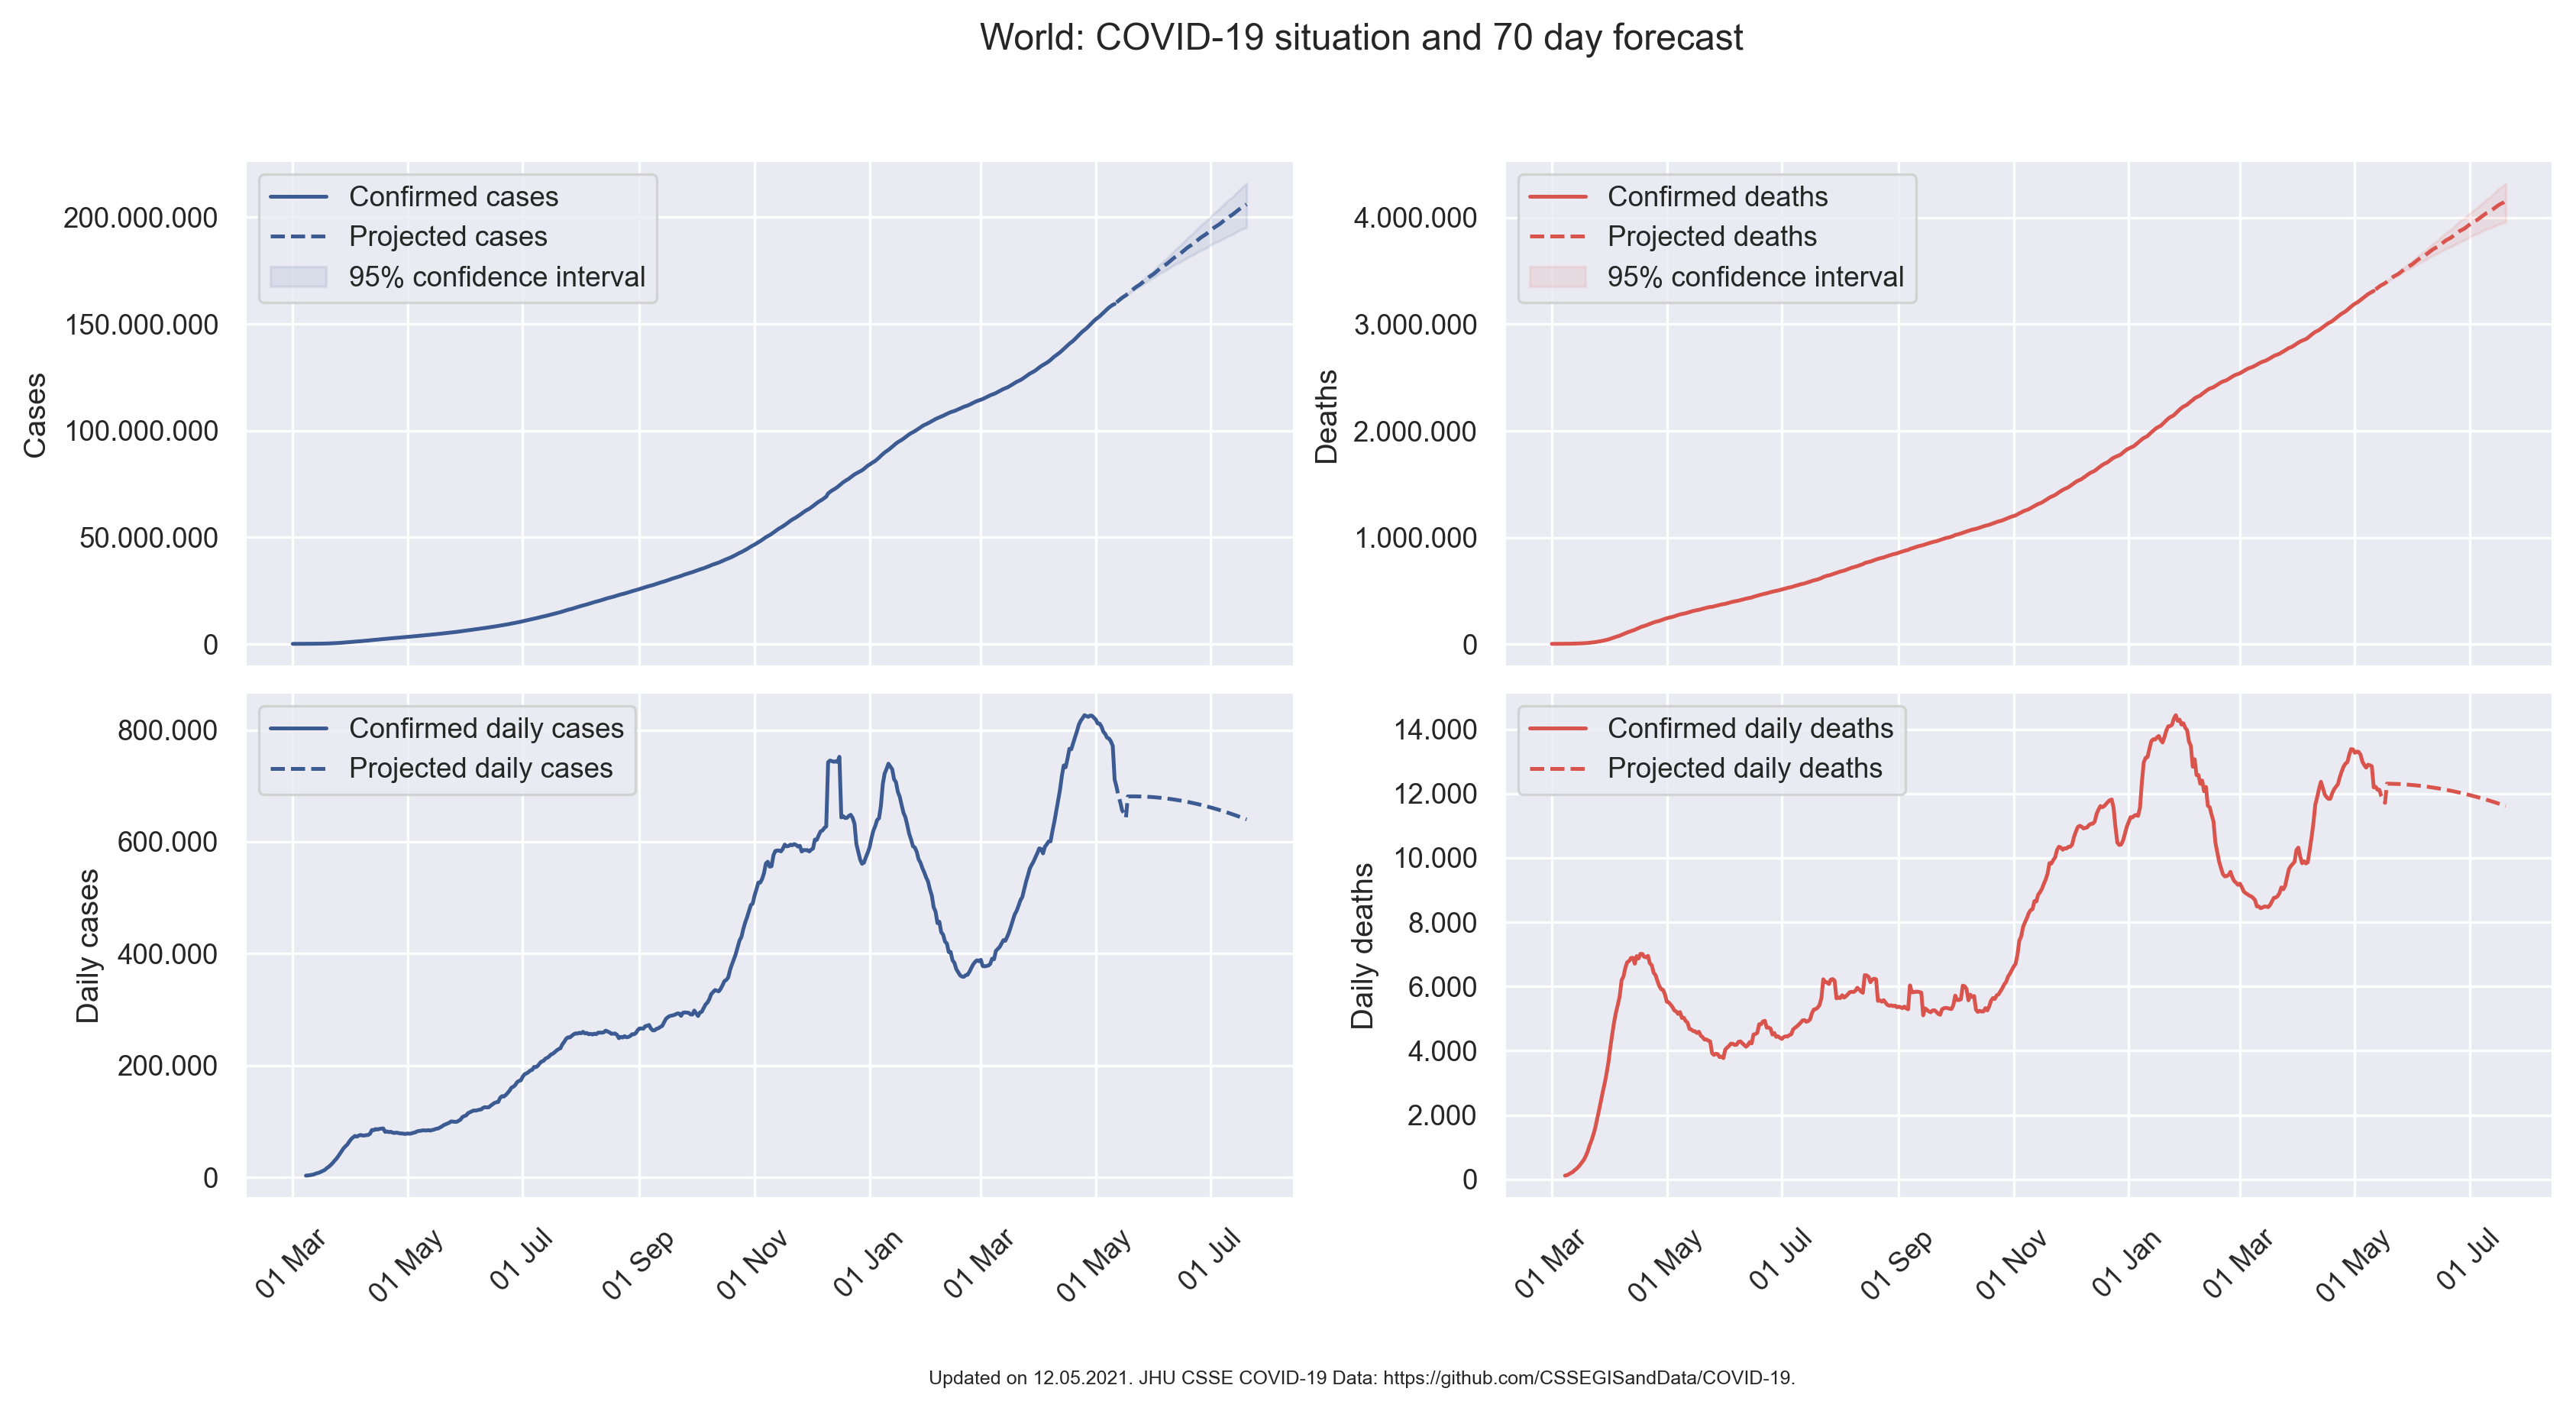 World: COVID-19 situation and 70 day forecast
Confirmed cases
Projected cases
95% confidence interval
200.000.000
150.000.000
100.000.000
50.000.000
0
Cases
Confirmed deaths
Projected deaths
95% confidence interval
4.000.000
3.000.000
2.000.000
1.000.000
0
Deaths
Confirmed daily cases
Projected daily cases
800.000
600.000
400.000
200.000
0
Daily cases
01 Mar
01 May
01 Jul
01 Sep
01 Nov
01 Jan
01 Mar
01 May
01 Jul
Confirmed daily deaths
Projected daily deaths
14.000
12.000
10.000
8.000
6.000
4.000
2.000
0
Daily deaths
01 Mar
01 May
01 Jul
01 Sep
01 Nov
01 Jan
01 Mar
01 May
01 Jul
Updated on 12.05.2021. JHU CSSE COVID-19 Data: https://github.com/CSSEGISandData/COVID-19.